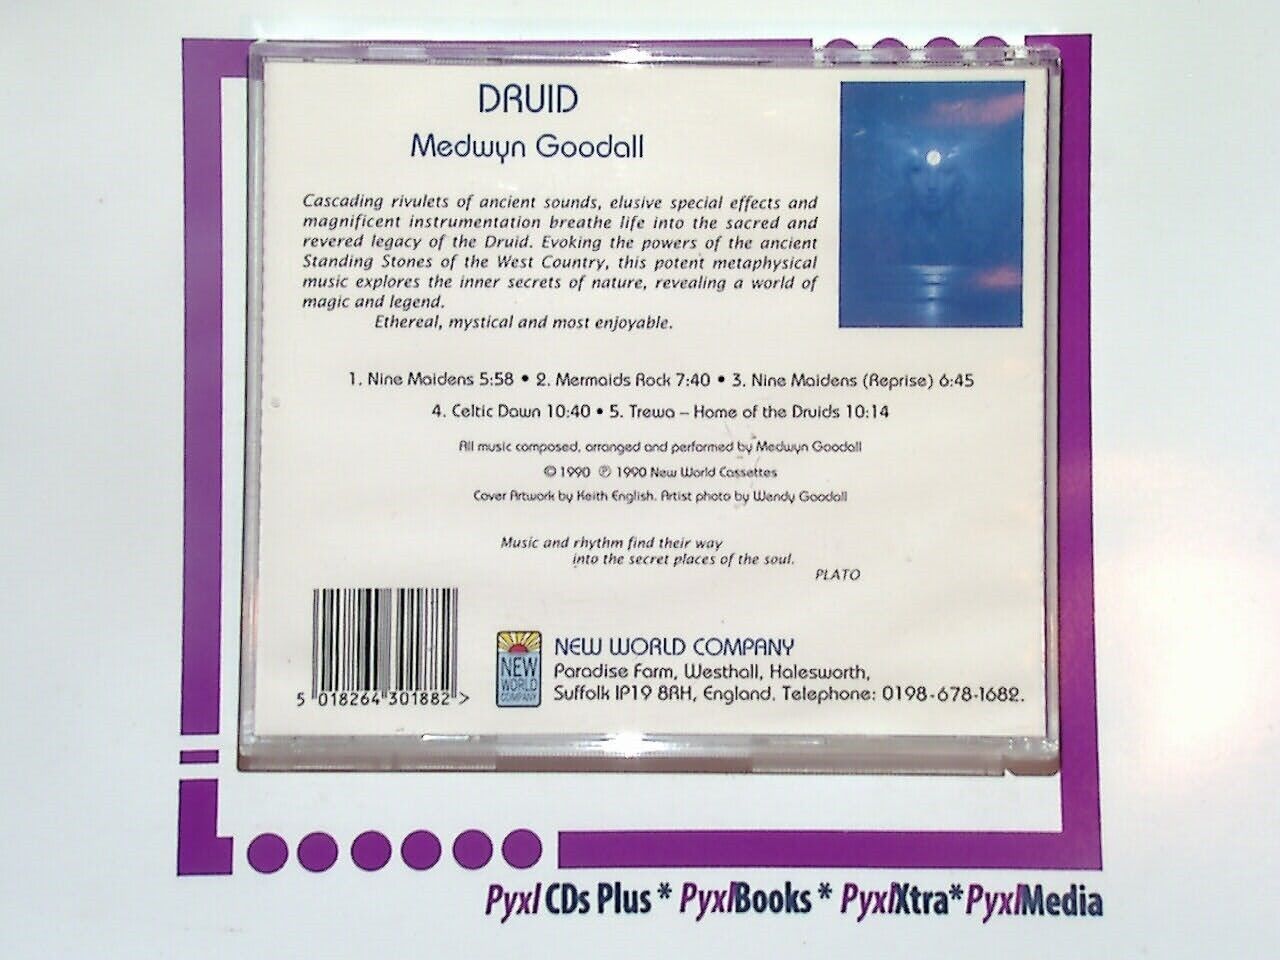 DRUID
Medwyn Goodall
Cascading rivulets of ancient sounds, elusive special effects and
magnificent instrumentation breathe life into the sacred and
revered legacy of the Druid. Evoking the powers of the ancient
Standing Stones of the West Country, this potent metaphysical
music explores the inner secrets of nature, revealing a world of
magic and legend.
Ethereal, mystical and most enjoyable.
1. Nine Maidens 5:58 • 2. Mermaids Rock 7:40 • 3. Nine Maidens (Reprise) 6:45
4. Celtic Dawn 10:40 • 5. Trewa – Home of the Druids 10:14
All music composed, arranged and performed by Medwyn Goodall
© 1990 ℗ 1990 New World Cassettes
Cover Artwork by Keith English. Artist photo by Wendy Goodall
Music and rhythm find their way
into the secret places of the soul.
PLATO
5 018264 301882 >
NEW WORLD COMPANY
NEW WORLD COMPANY
Paradise Farm, Westhall, Halesworth,
Suffolk IP19 8RH, England. Telephone: 0198-678-1682.
Pyxl CDs Plus * PyxlBooks * PyxlXtra* PyxlMedia